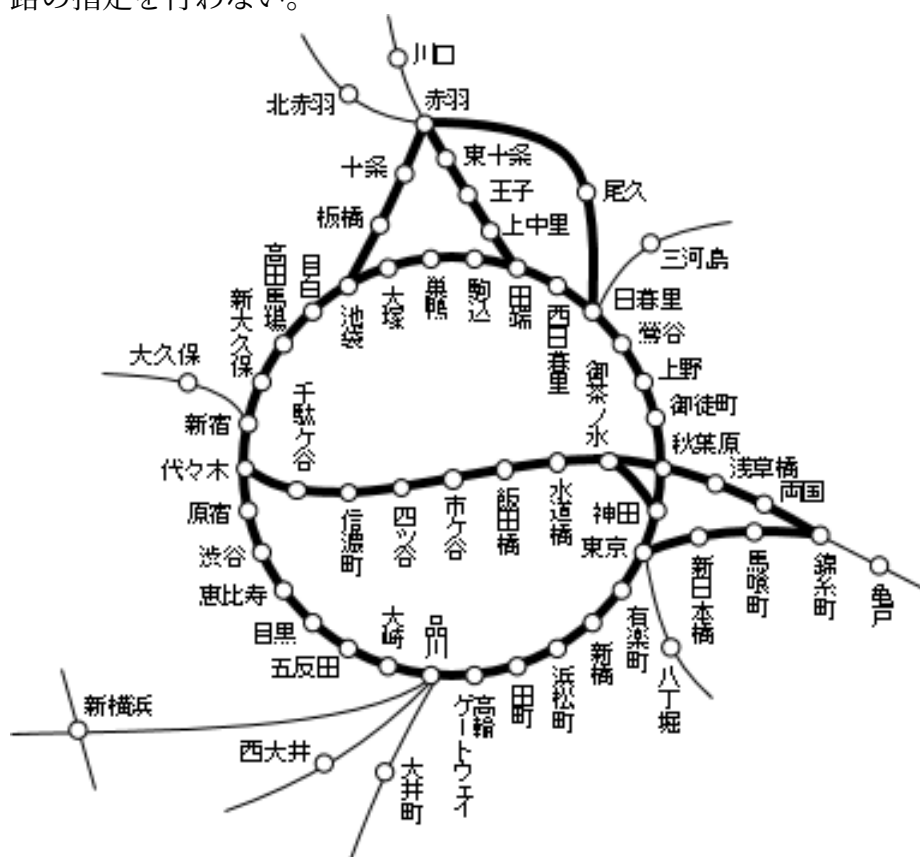 路の指定を行わない。
川口
北赤羽
赤羽
十条
東十条
王子
尾久
板橋
上中里
三河島
高田馬場
目白
池袋
大塚
巣鴨
駒込
田端
西日暮里
日暮里
鶯谷
新大久保
大久保
上野
御徒町
新宿
千駄ケ谷
御茶ノ水
秋葉原
浅草橋
両国
代々木
原宿
信濃町
四ツ谷
市ケ谷
飯田橋
水道橋
神田
東京
新日本橋
馬喰町
錦糸町
亀戸
渋谷
恵比寿
目黒
五反田
大崎
品川
高輪
ゲートウェイ
田町
浜松町
新橋
有楽町
八丁堀
新横浜
西大井
大井町